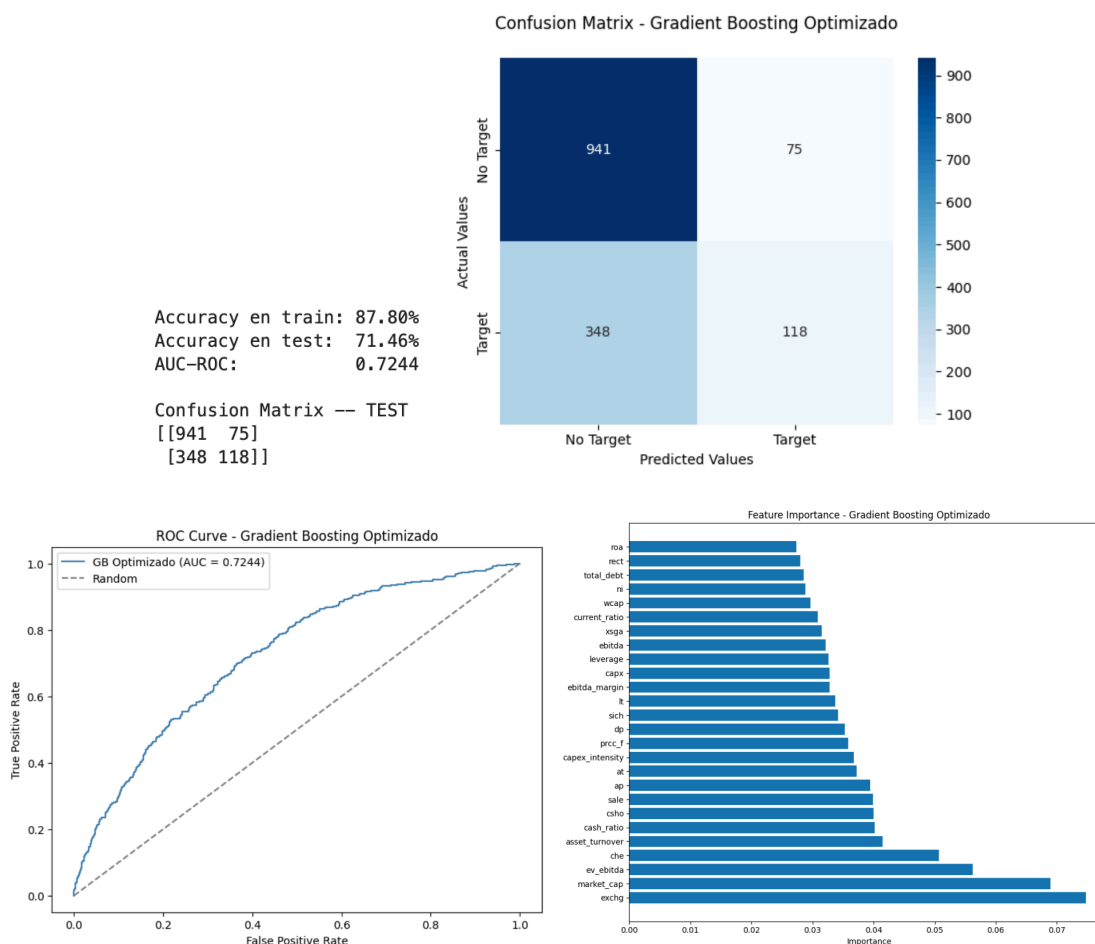 Confusion Matrix - Gradient Boosting Optimizado
No Target
Target
Actual Values
941
75
348
118
No Target
Target
Predicted Values
900
800
700
600
500
400
300
200
100
Accuracy en train: 87.80%
Accuracy en test: 71.46%
AUC-ROC: 0.7244
Confusion Matrix -- TEST
[[941 75]
[348 118]]
ROC Curve - Gradient Boosting Optimizado
GB Optimizado (AUC = 0.7244)
Random
True Positive Rate
1.0
0.8
0.6
0.4
0.2
0.0
0.0
0.2
0.4
0.6
0.8
1.0
False Positive Rate
Feature Importance - Gradient Boosting Optimizado
roa
rect
total_debt
ni
wcap
current_ratio
xsga
ebitda
leverage
capx
ebitda_margin
lt
sich
dp
prcc_f
capex_intensity
at
ap
sale
csho
cash_ratio
asset_turnover
che
ev_ebitda
market_cap
exchg
0.00
0.01
0.02
0.03
0.04
0.05
0.06
0.07
Importance